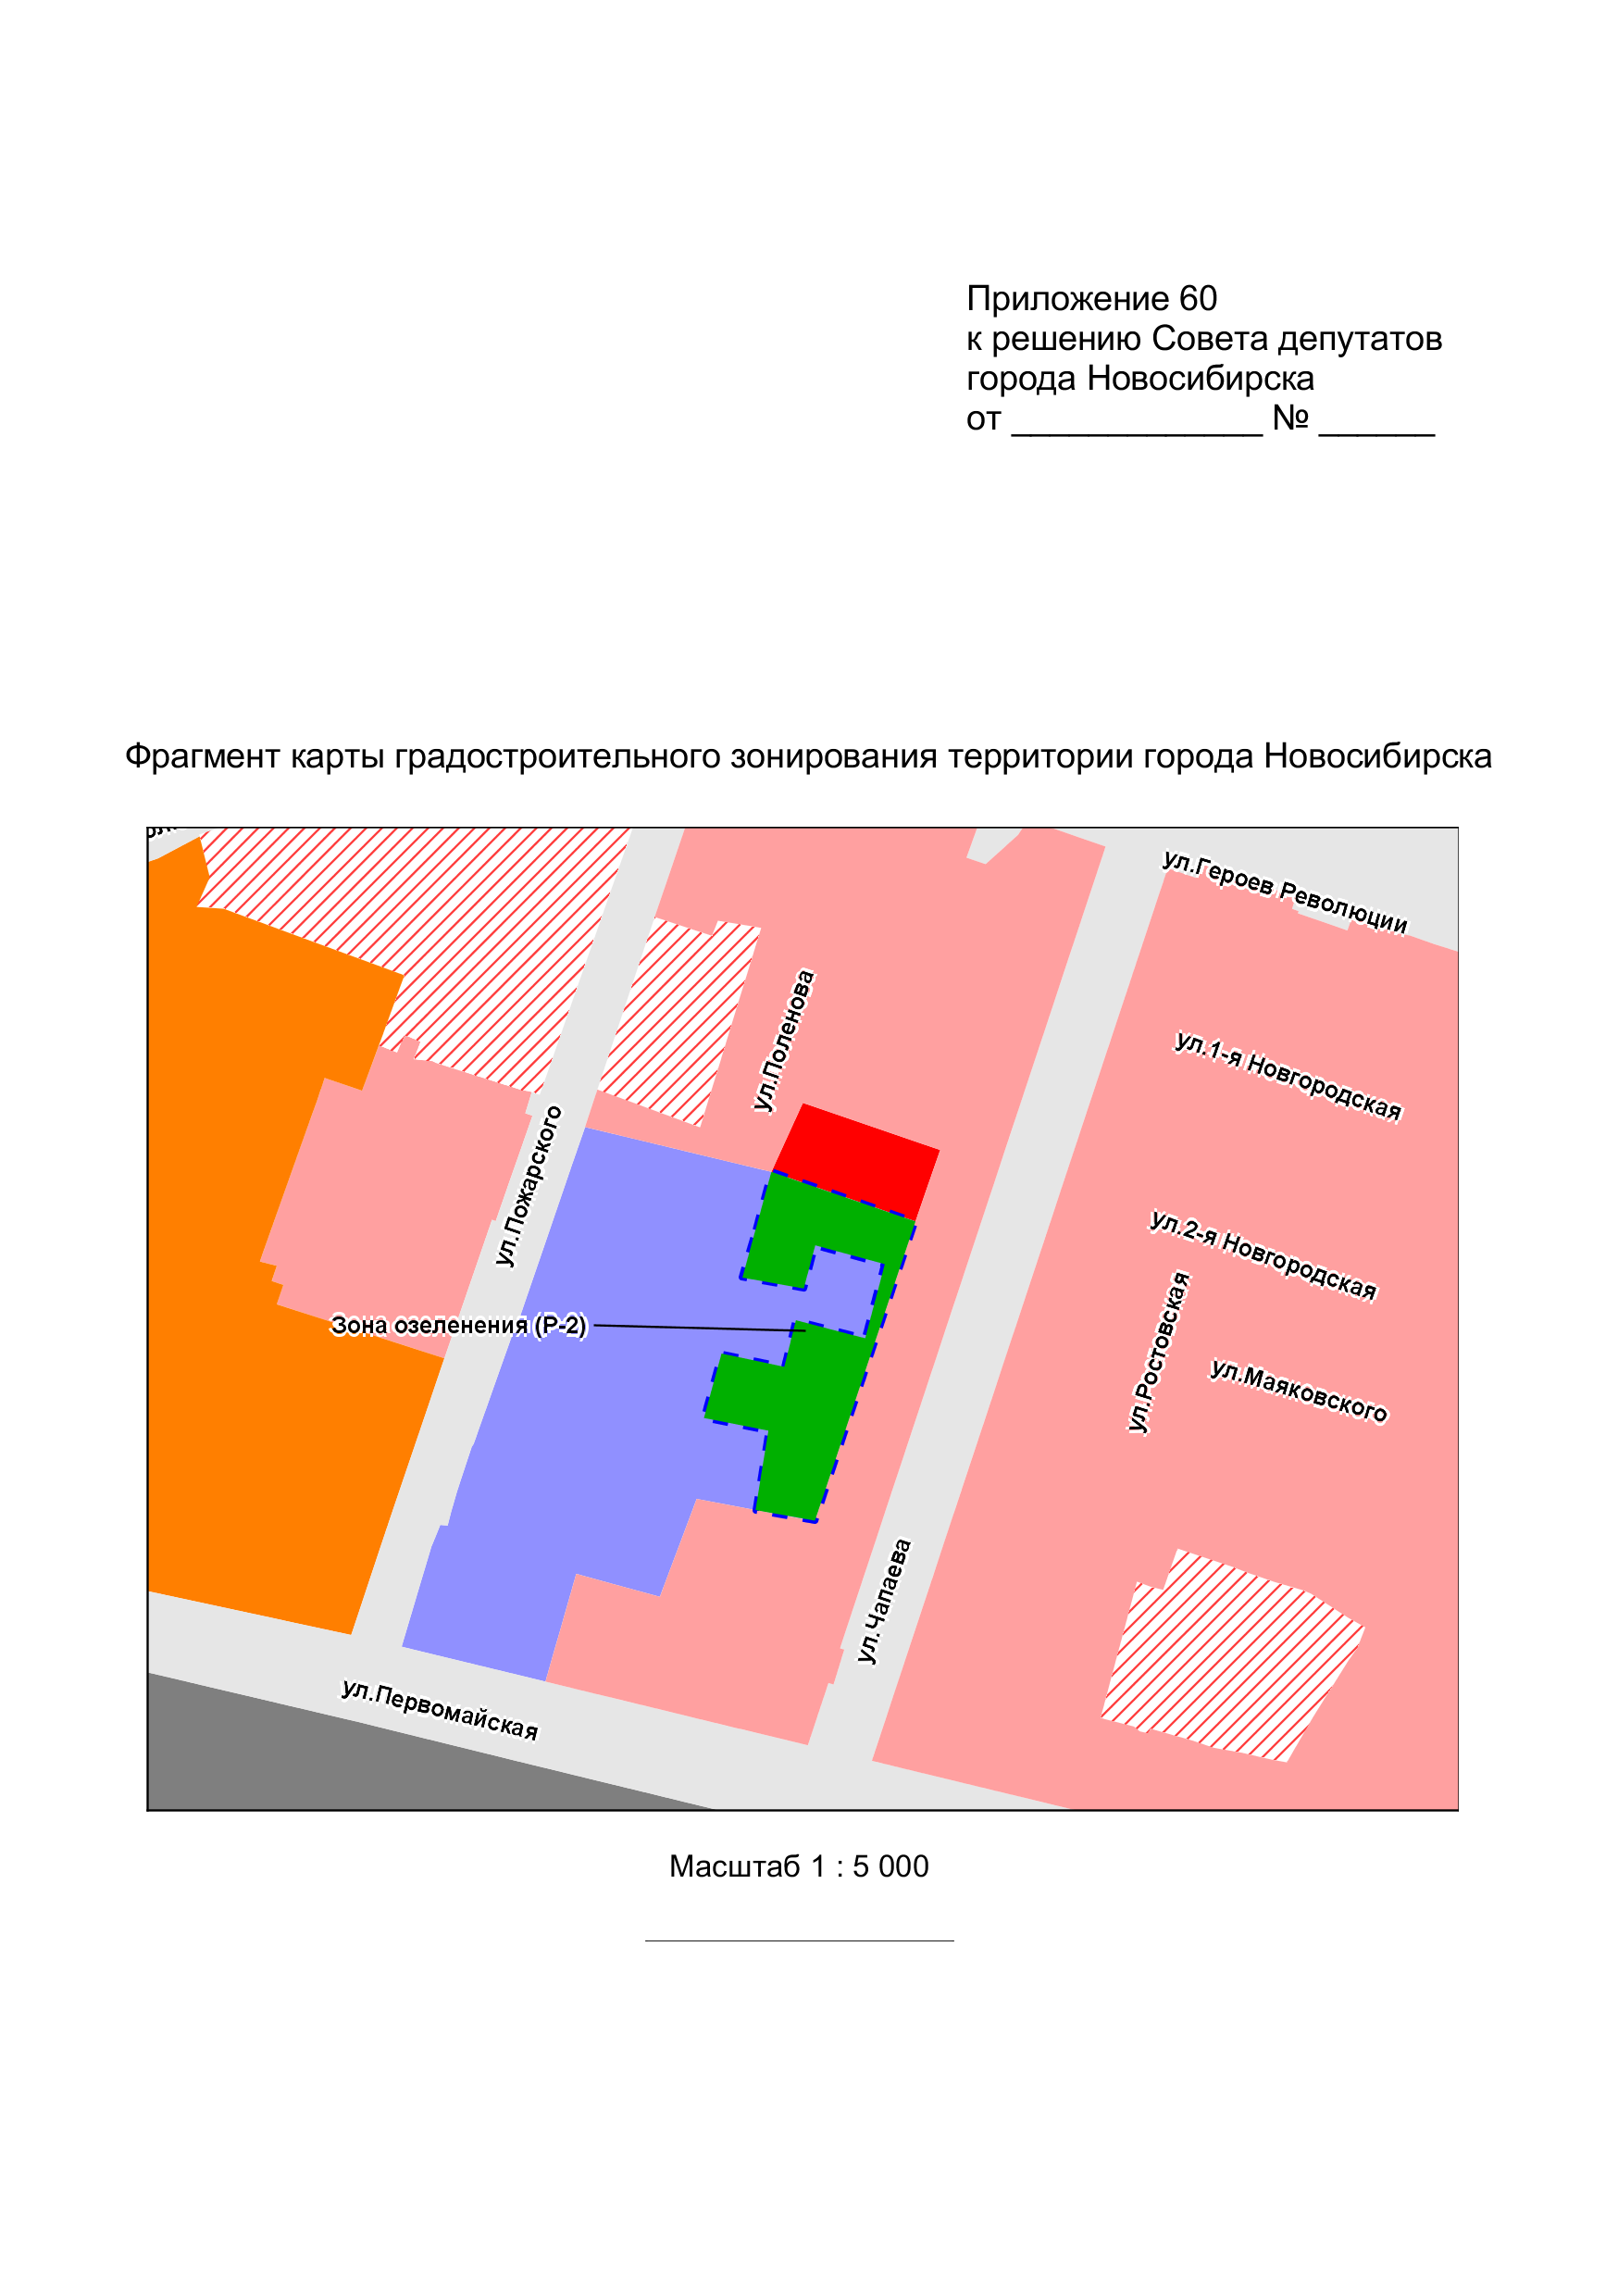 Приложение 60
к решению Совета депутатов
города Новосибирска
от _____________ № ______
Фрагмент карты градостроительного зонирования территории города Новосибирска
ул.Героев Революции
ул.Поленова
ул.1-я Новгородская
ул.Пожарского
ул.2-я Новгородская
Зона озеленения (Р-2)
ул.Ростовская
ул.Маяковского
ул.Чапаева
ул.Первомайская
Масштаб 1 : 5 000